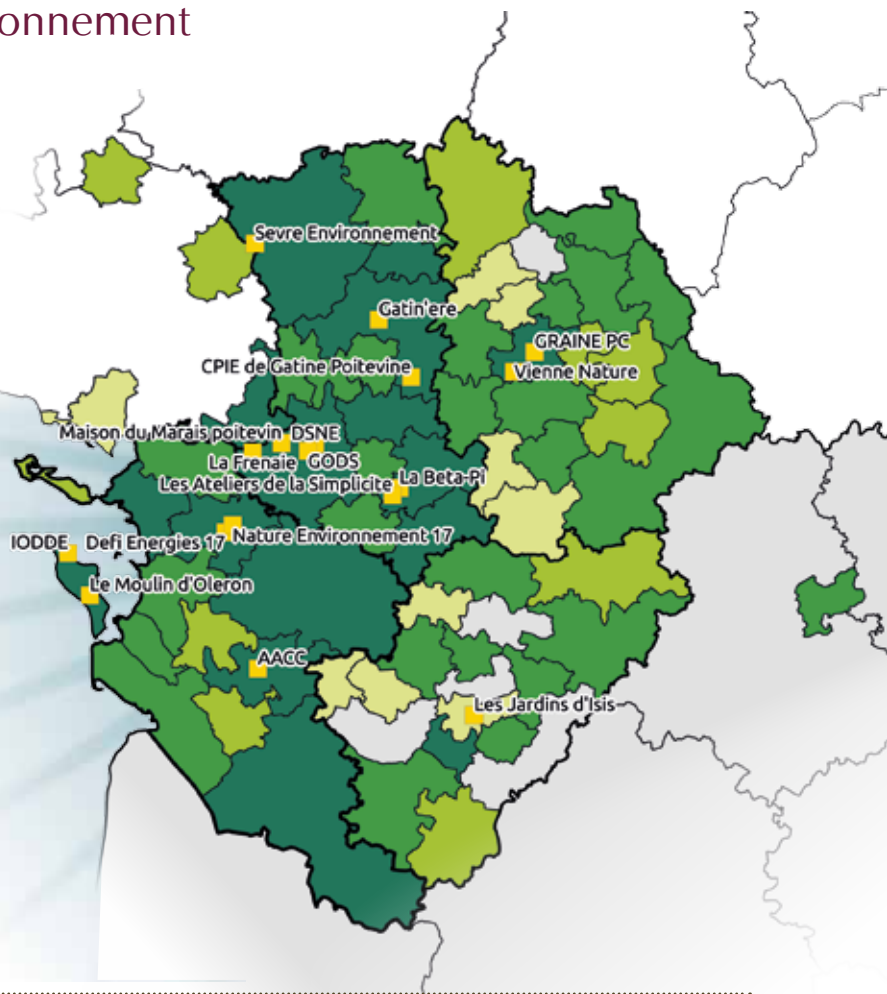 onnement
Sevre Environnement
Gatin'ere
GRAINE PC
CPIE de Gatine Poitevine
Vienne Nature
Maison du Marais poitevin DSNE
La Frenaie GODS
Les Ateliers de la Simplicite La Beta-Pi
IODDE Defi Energies 17 Nature Environnement 17
Le Moulin d'Oleron
AACC
Les Jardins d'Isis